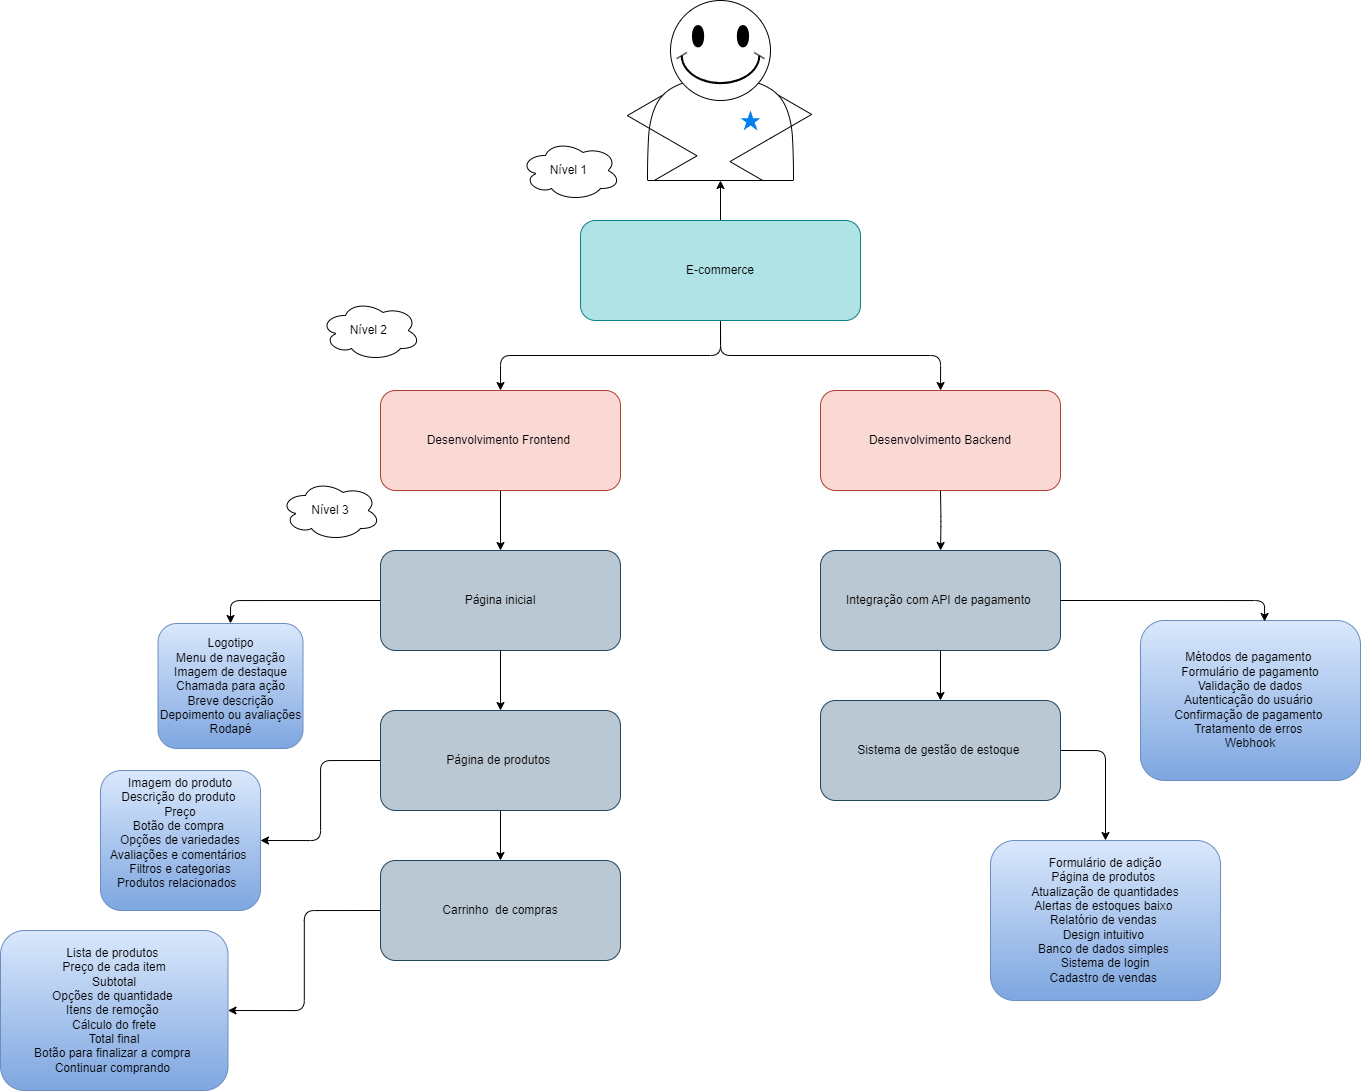 Nível 1
E-commerce
Nível 2
Desenvolvimento Frontend
Desenvolvimento Backend
Nível 3
Página inicial
Integração com API de pagamento
Logotipo
Menu de navegação
Imagem de destaque
Chamada para ação
Breve descrição
Depoimento ou avaliações
Rodapé
Métodos de pagamento
Formulário de pagamento
Validação de dados
Autenticação do usuário
Confirmação de pagamento
Tratamento de erros
Webhook
Página de produtos
Sistema de gestão de estoque
Imagem do produto
Descrição do produto
Preço
Botão de compra
Opções de variedades
Avaliações e comentários
Filtros e categorias
Produtos relacionados
Carrinho  de compras
Formulário de adição
Página de produtos
Atualização de quantidades
Alertas de estoques baixo
Relatório de vendas
Design intuitivo
Banco de dados simples
Sistema de login
Cadastro de vendas
Lista de produtos
Preço de cada item
Subtotal
Opções de quantidade
Itens de remoção
Cálculo do frete
Total final
Botão para finalizar a compra
Continuar comprando